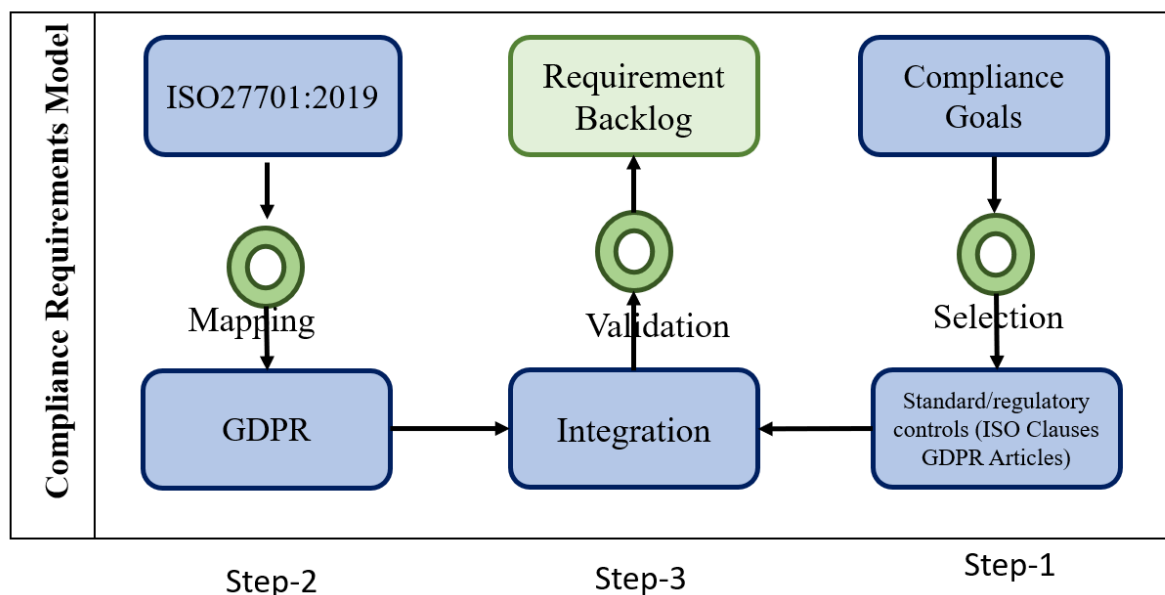 Compliance Requirements Model
ISO27701:2019
Requirement
Backlog
Compliance
Goals
Mapping
Validation
Selection
GDPR
Integration
Standard/regulatory
controls (ISO Clauses
GDPR Articles)
Step-2
Step-3
Step-1